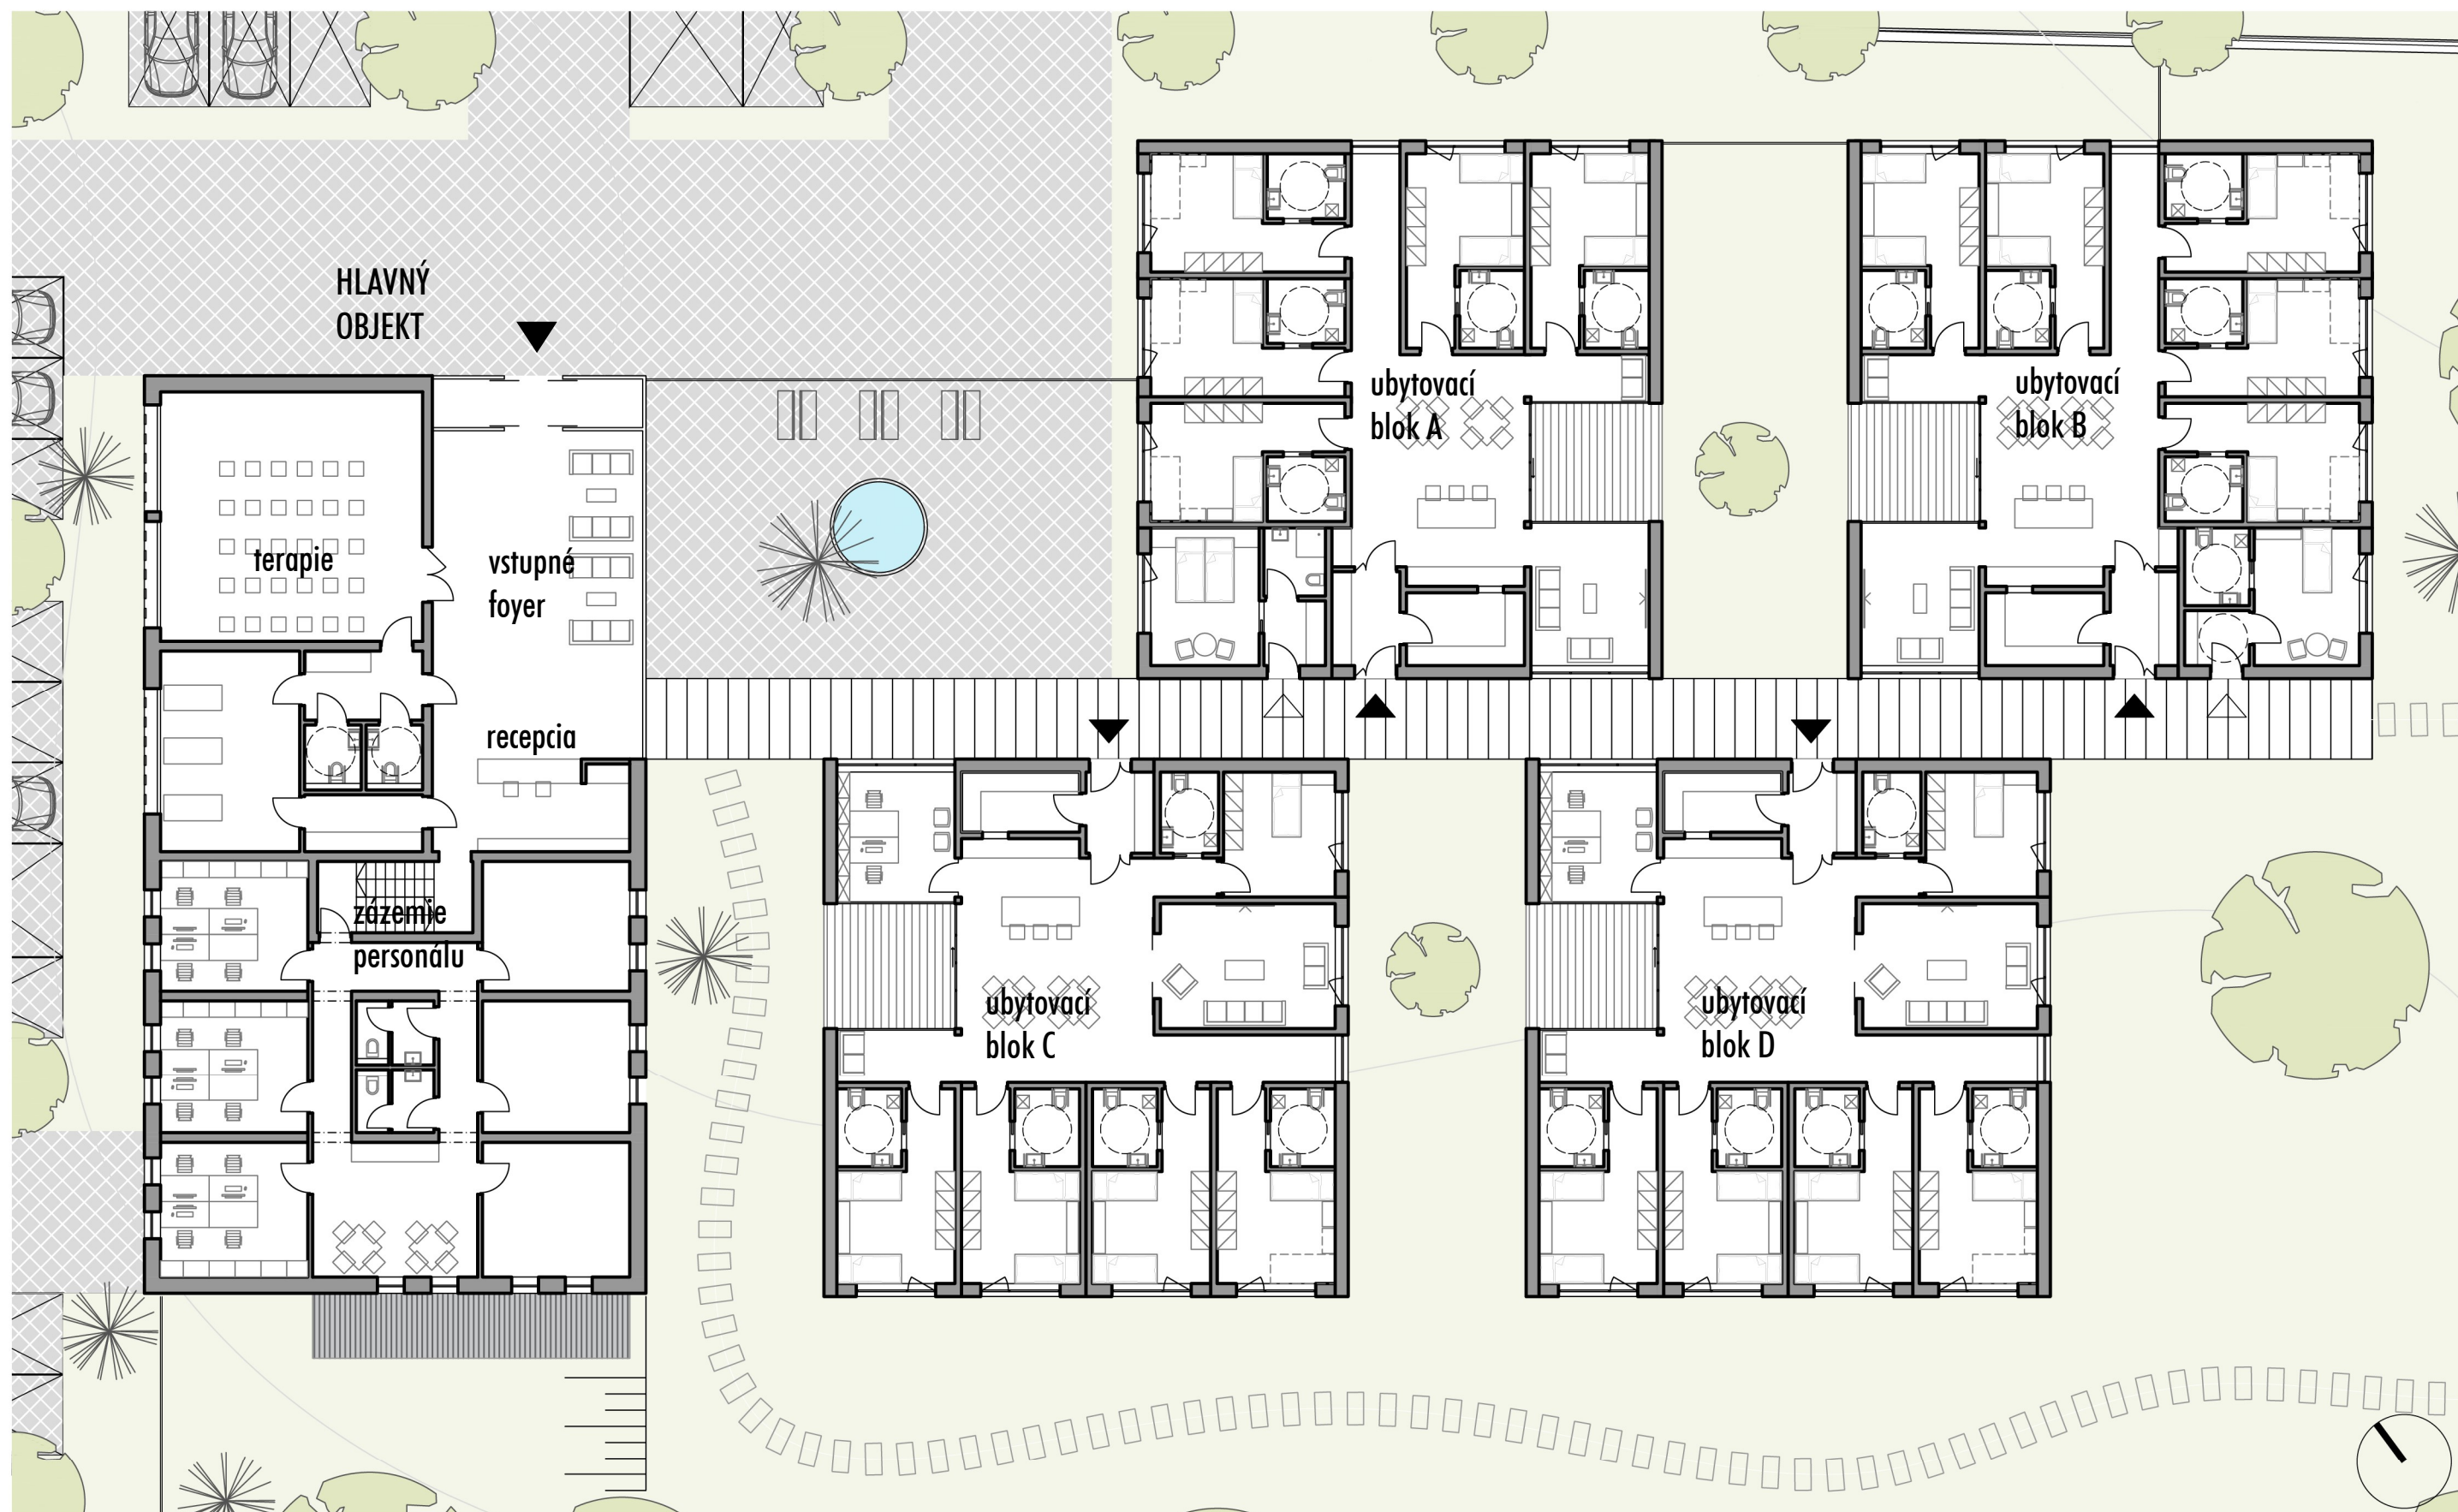 HLAVNÝ
OBJEKT
terapie
vstupné
foyer
recepcia
zázemie
personálu
ubytovací
blok A
ubytovací
blok B
ubytovací
blok C
ubytovací
blok D